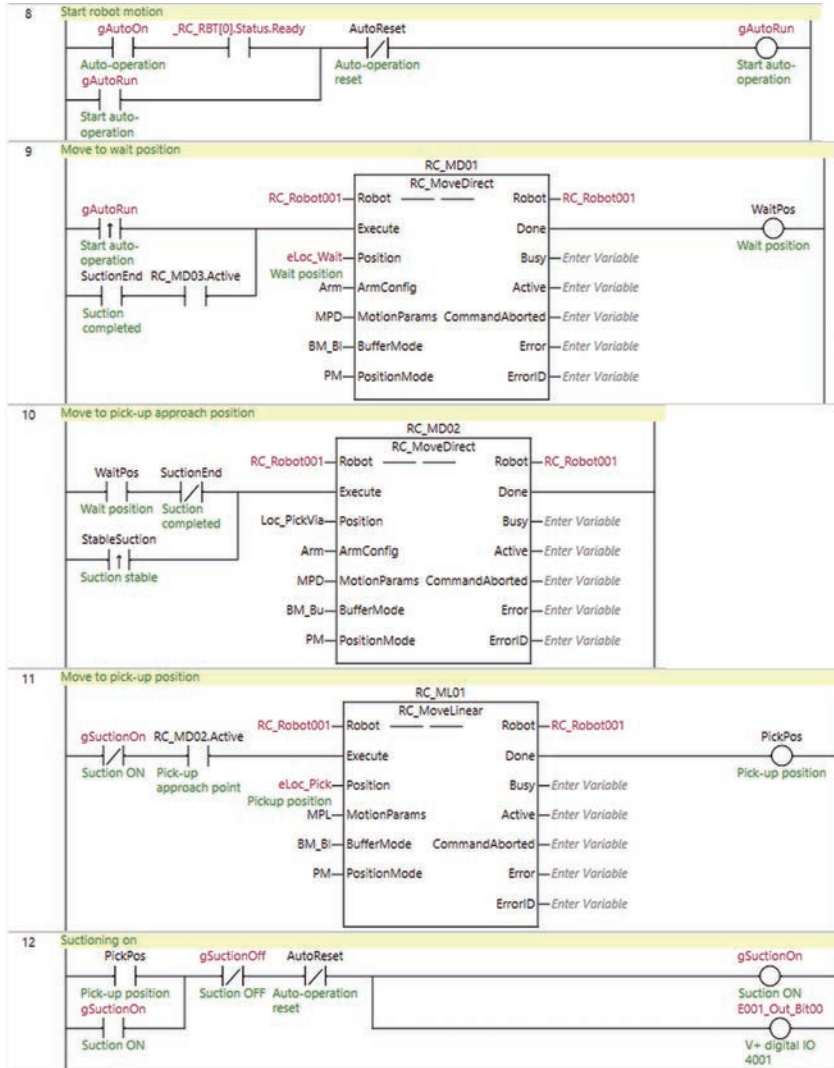 8 Start robot motion
gAutoOn _RC_RBT[0].Status.Ready AutoReset gAutoRun
Auto-operation Auto-operation reset Start auto-operation
gAutoRun
Start auto-operation
9 Move to wait position
RC_MD01
RC_MoveDirect
RC_Robot001 Robot Robot RC_Robot001
gAutoRun Execute Done WaitPos
Start auto-operation Wait position
eLoc_Wait Position Busy Enter Variable
Wait position
SuctionEnd RC_MD03.Active
Suction completed
Arm ArmConfig Active Enter Variable
MPD MotionParams CommandAborted Enter Variable
BM_Bl BufferMode Error Enter Variable
PM PositionMode ErrorID Enter Variable
10 Move to pick-up approach position
RC_MD02
RC_MoveDirect
RC_Robot001 Robot Robot RC_Robot001
WaitPos SuctionEnd Execute Done
Wait position Suction completed
Loc_PickVia Position Busy Enter Variable
StableSuction
Suction stable
Arm ArmConfig Active Enter Variable
MPD MotionParams CommandAborted Enter Variable
BM_Bu BufferMode Error Enter Variable
PM PositionMode ErrorID Enter Variable
11 Move to pick-up position
RC_ML01
RC_MoveLinear
RC_Robot001 Robot Robot RC_Robot001
gSuctionOn RC_MD02.Active Execute Done PickPos
Suction ON Pick-up approach point Pick-up position
eLoc_Pick Position Busy Enter Variable
Pickup position
MPL MotionParams Active Enter Variable
BM_Bl BufferMode CommandAborted Enter Variable
PM PositionMode Error Enter Variable
ErrorID Enter Variable
12 Suctioning on
PickPos gSuctionOff AutoReset gSuctionOn
Pick-up position Suction OFF Auto-operation reset Suction ON
gSuctionOn E001_Out_Bit00
Suction ON V+ digital IO 4001